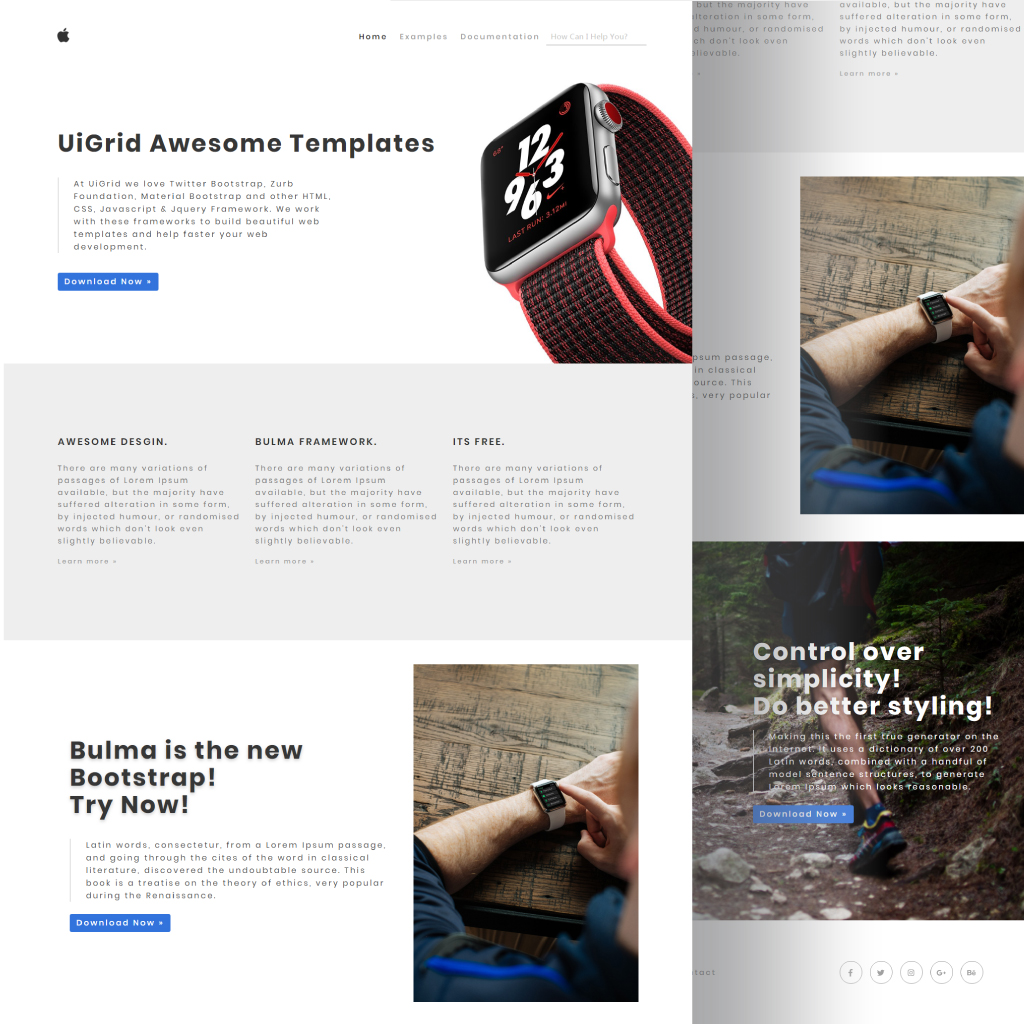 Home Examples Documentation How Can I Help You?
UiGrid Awesome Templates
At UiGrid we love Twitter Bootstrap, Zurb
Foundation, Material Bootstrap and other HTML,
CSS, Javascript & Jquery Framework. We work
with these frameworks to build beautiful web
templates and help faster your web
development.
Download Now »
68°
12
9 3
6
LAST RUN: 3.12MI
AWESOME DESGIN.
There are many variations of
passages of Lorem Ipsum
available, but the majority have
suffered alteration in some form,
by injected humour, or randomised
words which don't look even
slightly believable.
Learn more »
BULMA FRAMEWORK.
There are many variations of
passages of Lorem Ipsum
available, but the majority have
suffered alteration in some form,
by injected humour, or randomised
words which don't look even
slightly believable.
Learn more »
ITS FREE.
There are many variations of
passages of Lorem Ipsum
available, but the majority have
suffered alteration in some form,
by injected humour, or randomised
words which don't look even
slightly believable.
Learn more »
Bulma is the new
Bootstrap!
Try Now!
Latin words, consectetur, from a Lorem Ipsum passage,
and going through the cites of the word in classical
literature, discovered the undoubtable source. This
book is a treatise on the theory of ethics, very popular
during the Renaissance.
Download Now »
but the majority have
lteration in some form,
d humour, or randomised
ch don't look even
elievable.
»
available, but the majority have
suffered alteration in some form,
by injected humour, or randomised
words which don't look even
slightly believable.
Learn more »
psum passage,
in classical
ource. This
s, very popular
Control over
simplicity!
Do better styling!
Making this the first true generator on the
Internet. It uses a dictionary of over 200
Latin words, combined with a handful of
model sentence structures, to generate
Lorem Ipsum which looks reasonable.
Download Now »
tact
f G+ Bē